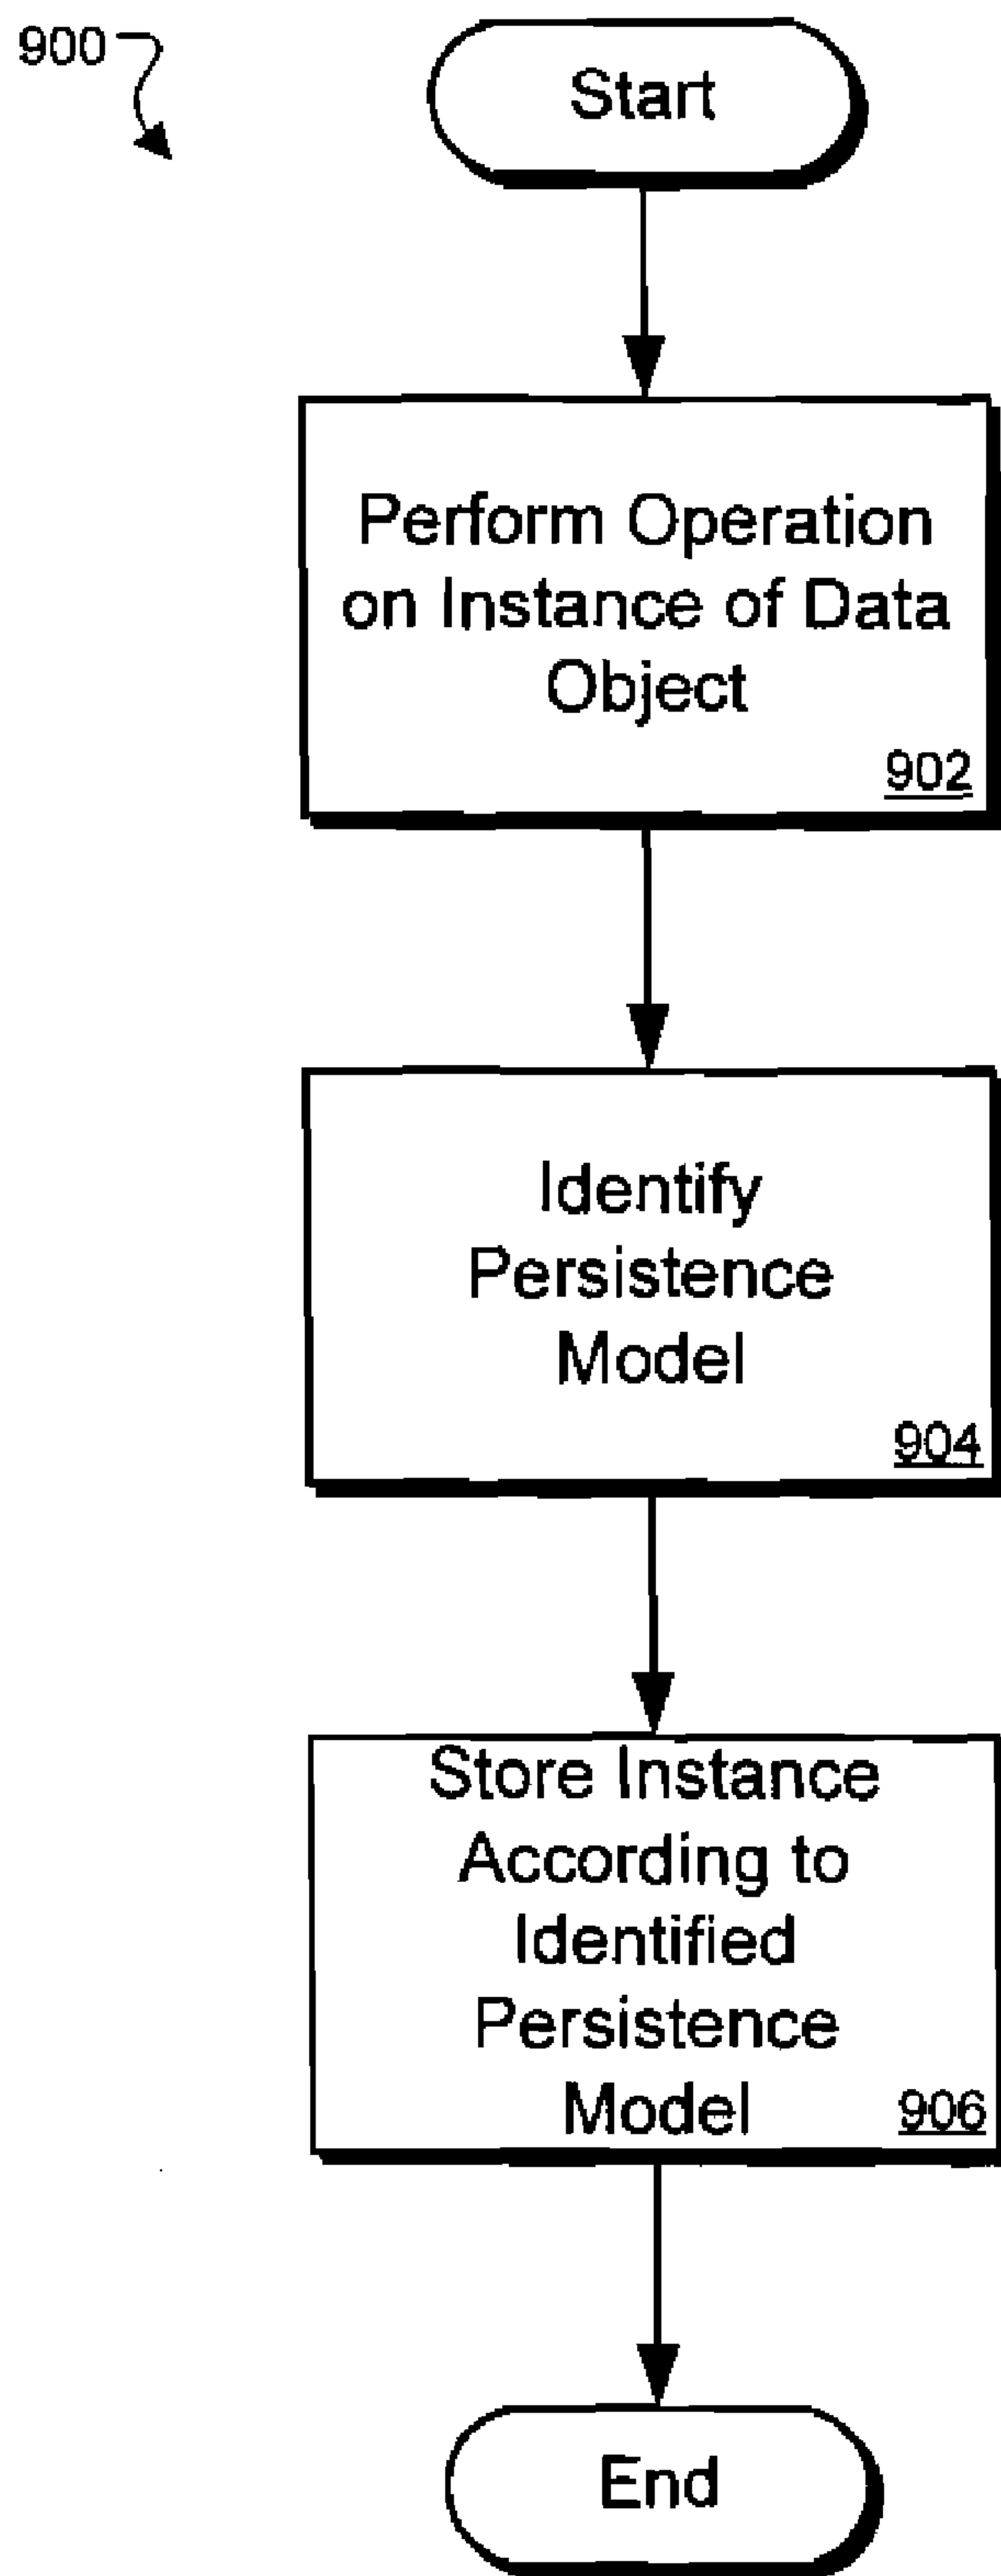 900
Start
Perform Operation
on Instance of Data
Object
902
Identify
Persistence
Model
904
Store Instance
According to
Identified
Persistence
Model
906
End